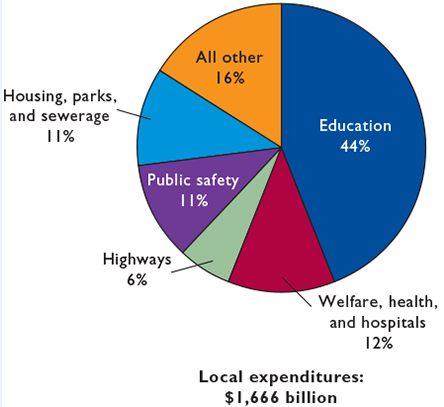 All other
16%
Housing, parks,
and sewerage
11%
Education
44%
Public safety
11%
Highways
6%
Welfare, health,
and hospitals
12%
Local expenditures:
$1,666 billion